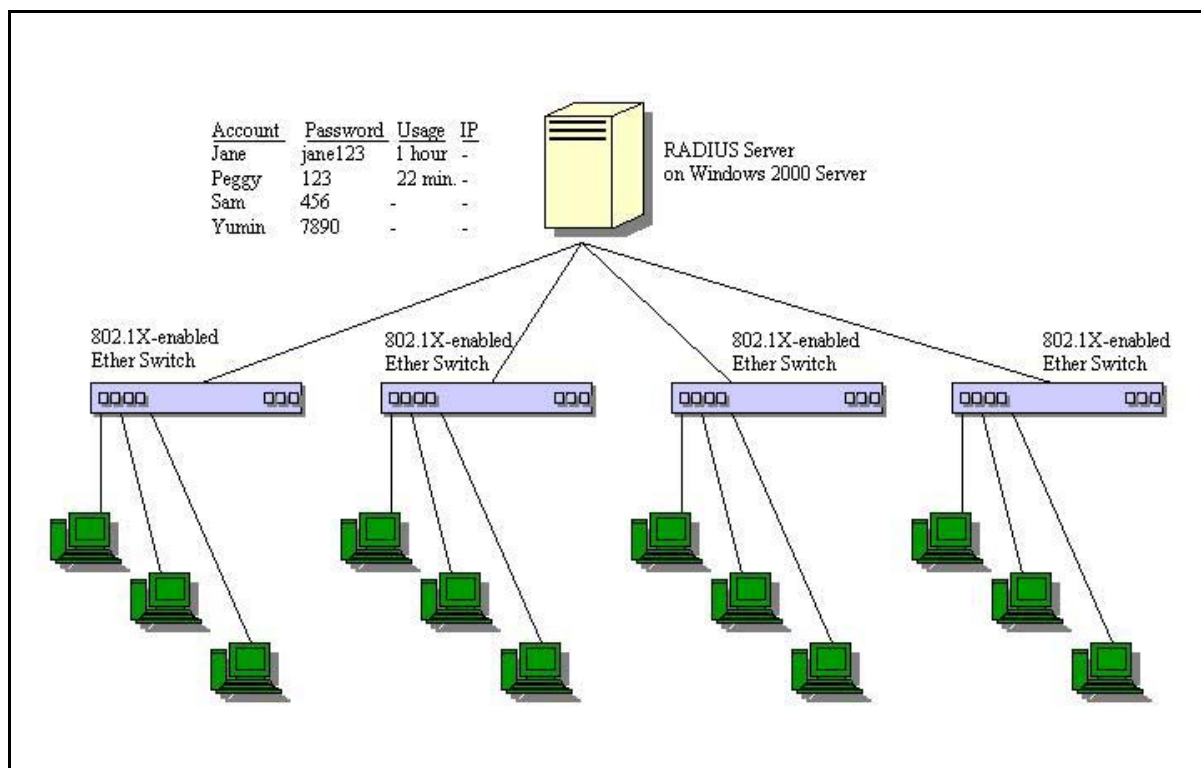 Account Password Usage IP
Jane jane123 1 hour -
Peggy 123 22 min. -
Sam 456 - -
Yumin 7890 - -
RADIUS Server
on Windows 2000 Server
802.1X-enabled
Ether Switch
802.1X-enabled
Ether Switch
802.1X-enabled
Ether Switch
802.1X-enabled
Ether Switch